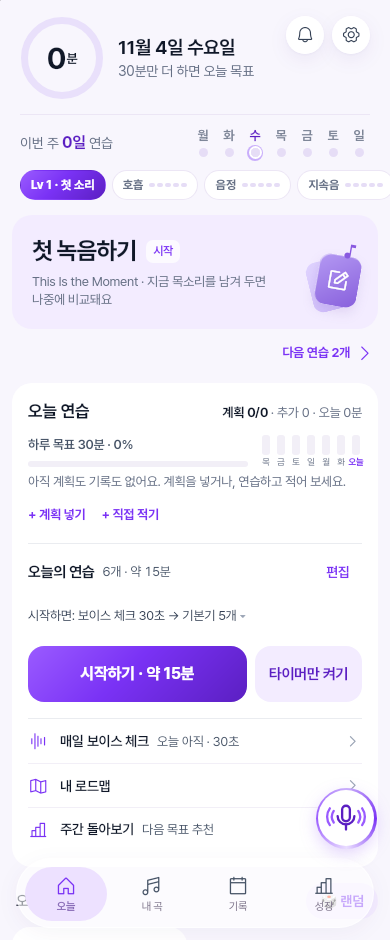 0분
11월 4일 수요일
30분만 더 하면 오늘 목표
이번 주 0일 연습
월 화 수 목 금 토 일
Lv 1 · 첫 소리
호흡
음정
지속음
첫 녹음하기
시작
This Is the Moment · 지금 목소리를 남겨 두면
나중에 비교돼요
다음 연습 2개
오늘 연습
계획 0/0 · 추가 0 · 오늘 0분
하루 목표 30분 · 0%
목 금 토 일 월 화 오늘
아직 계획도 기록도 없어요. 계획을 넣거나, 연습하고 적어 보세요.
+ 계획 넣기
+ 직접 적기
오늘의 연습 6개 · 약 15분
편집
시작하면: 보이스 체크 30초 → 기본기 5개
시작하기 · 약 15분
타이머만 켜기
매일 보이스 체크 오늘 아직 · 30초
내 로드맵
주간 돌아보기 다음 목표 추천
오늘
내 곡
기록
성장
랜덤